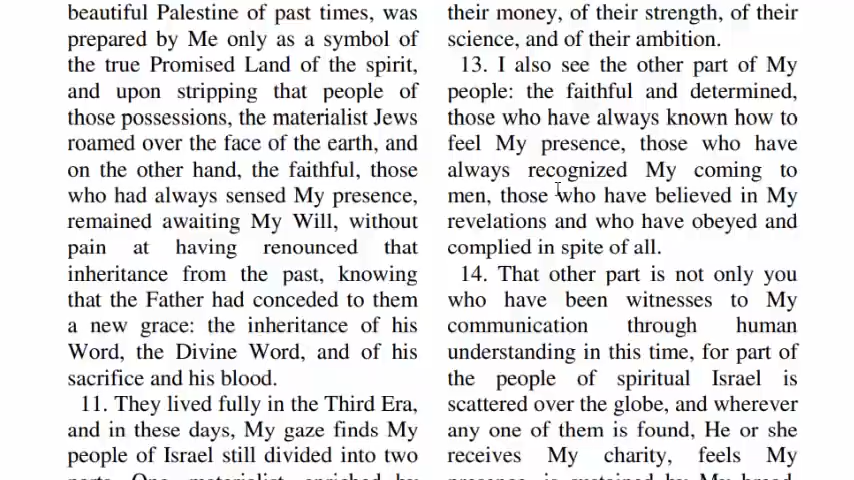 beautiful Palestine of past times, was
prepared by Me only as a symbol of
the true Promised Land of the spirit,
and upon stripping that people of
those possessions, the materialist Jews
roamed over the face of the earth, and
on the other hand, the faithful, those
who had always sensed My presence,
remained awaiting My Will, without
pain at having renounced that
inheritance from the past, knowing
that the Father had conceded to them
a new grace: the inheritance of his
Word, the Divine Word, and of his
sacrifice and his blood.
11. They lived fully in the Third Era,
and in these days, My gaze finds My
people of Israel still divided into two
parts. One, materialist, enriched by
their money, of their strength, of their
science, and of their ambition.
13. I also see the other part of My
people: the faithful and determined,
those who have always known how to
feel My presence, those who have
always recognized My coming to
men, those who have believed in My
revelations and who have obeyed and
complied in spite of all.
14. That other part is not only you
who have been witnesses to My
communication through human
understanding in this time, for part of
the people of spiritual Israel is
scattered over the globe, and wherever
any one of them is found, He or she
receives My charity, feels My
presence, is sustained by My bread,